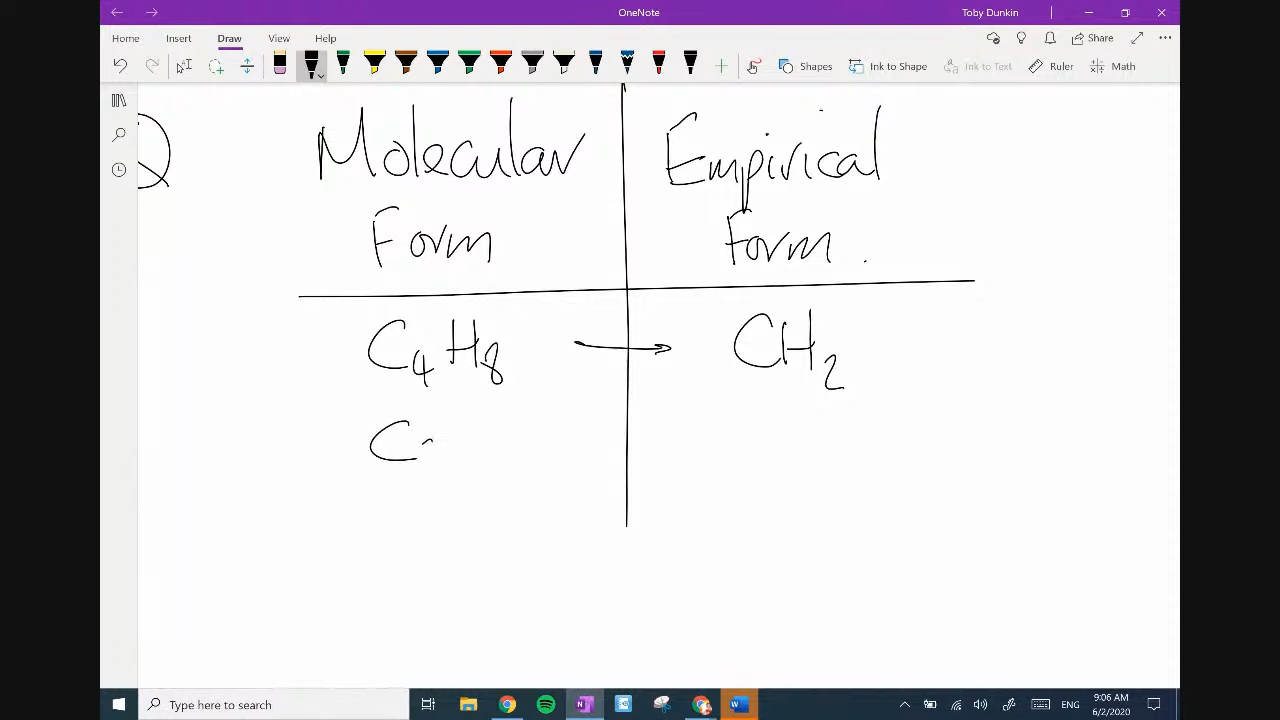 OneNote
Toby Dunkin
Home Insert Draw View Help
Share
Shapes Ink to Shape Ink to Text Ruler Math
Q Molecular Empirical
Form Form.
C₄H₈ → CH₂
C
Type here to search
ENG
9:06 AM
6/2/2020